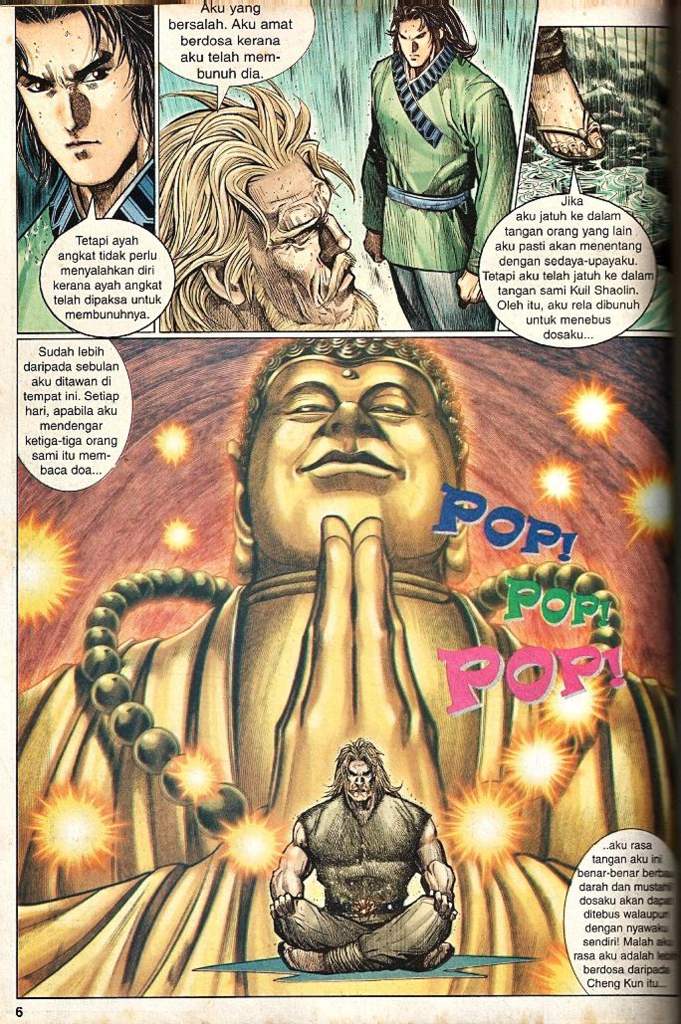 Tetapi ayah
angkat tidak perlu
menyalahkan diri
kerana ayah angkat
telah dipaksa untuk
membunuhnya.
Aku yang
bersalah. Aku amat
berdosa kerana
aku telah mem-
bunuh dia.
Jika
aku jatuh ke dalam
tangan orang yang lain
aku pasti akan menentang
dengan sedaya-upayaku.
Tetapi aku telah jatuh ke dalam
tangan sami Kuil Shaolin.
Oleh itu, aku rela dibunuh
untuk menebus
dosaku...
Sudah lebih
daripada sebulan
aku ditawan di
tempat ini. Setiap
hari, apabila aku
mendengar
ketiga-tiga orang
sami itu mem-
baca doa...
POP!
POP!
POP!
..aku rasa
tangan aku ini
benar-benar berbau
darah dan mustahil
dosaku akan dapat
ditebus walaupun
dengan nyawaku
sendiri! Malah aku
rasa aku adalah lebih
berdosa daripada
Cheng Kun itu...
6